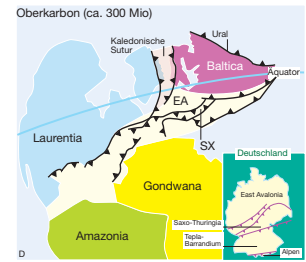 Oberkarbon (ca. 300 Mio)
Kaledonische
Sutur
Ural
Baltica
Äquator
EA
Laurentia
SX
Deutschland
Gondwana
East Avalonia
Saxo-Thuringia
Amazonia
Tepla-
Barrandium
Alpen
D